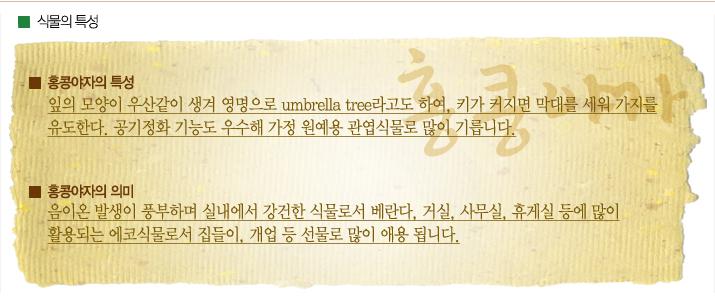 식물의 특성
홍콩야자
홍콩야자의 특성
잎의 모양이 우산같이 생겨 영명으로 umbrella tree라고도 하여, 키가 커지면 막대를 세워 가지를
유도한다. 공기정화 기능도 우수해 가정 원예용 관엽식물로 많이 기릅니다.
홍콩야자의 의미
음이온 발생이 풍부하며 실내에서 강건한 식물로서 베란다, 거실, 사무실, 휴게실 등에 많이
활용되는 에코식물로서 집들이, 개업 등 선물로 많이 애용 됩니다.